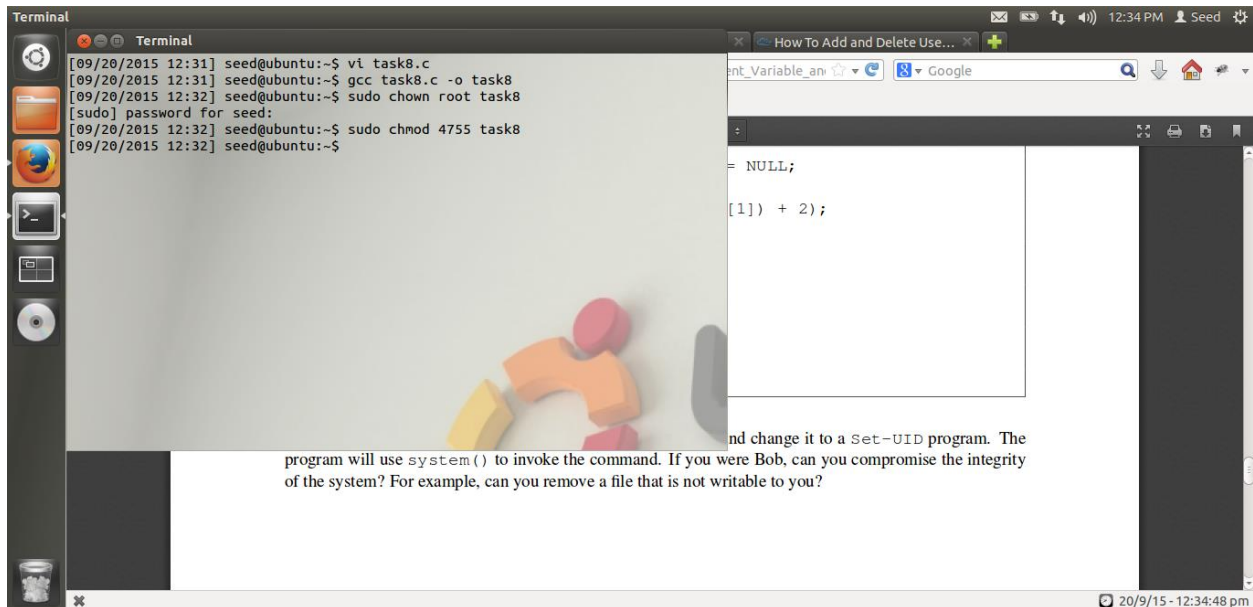 Terminal
12:34 PM Seed
Terminal
How To Add and Delete Use...
[09/20/2015 12:31] seed@ubuntu:~$ vi task8.c
[09/20/2015 12:31] seed@ubuntu:~$ gcc task8.c -o task8
[09/20/2015 12:32] seed@ubuntu:~$ sudo chown root task8
[sudo] password for seed:
[09/20/2015 12:32] seed@ubuntu:~$ sudo chmod 4755 task8
[09/20/2015 12:32] seed@ubuntu:~$
ent_Variable_an
Google
= NULL;
[1]) + 2);
nd change it to a Set-UID program. The
program will use system() to invoke the command. If you were Bob, can you compromise the integrity
of the system? For example, can you remove a file that is not writable to you?
20/9/15 - 12:34:48 pm